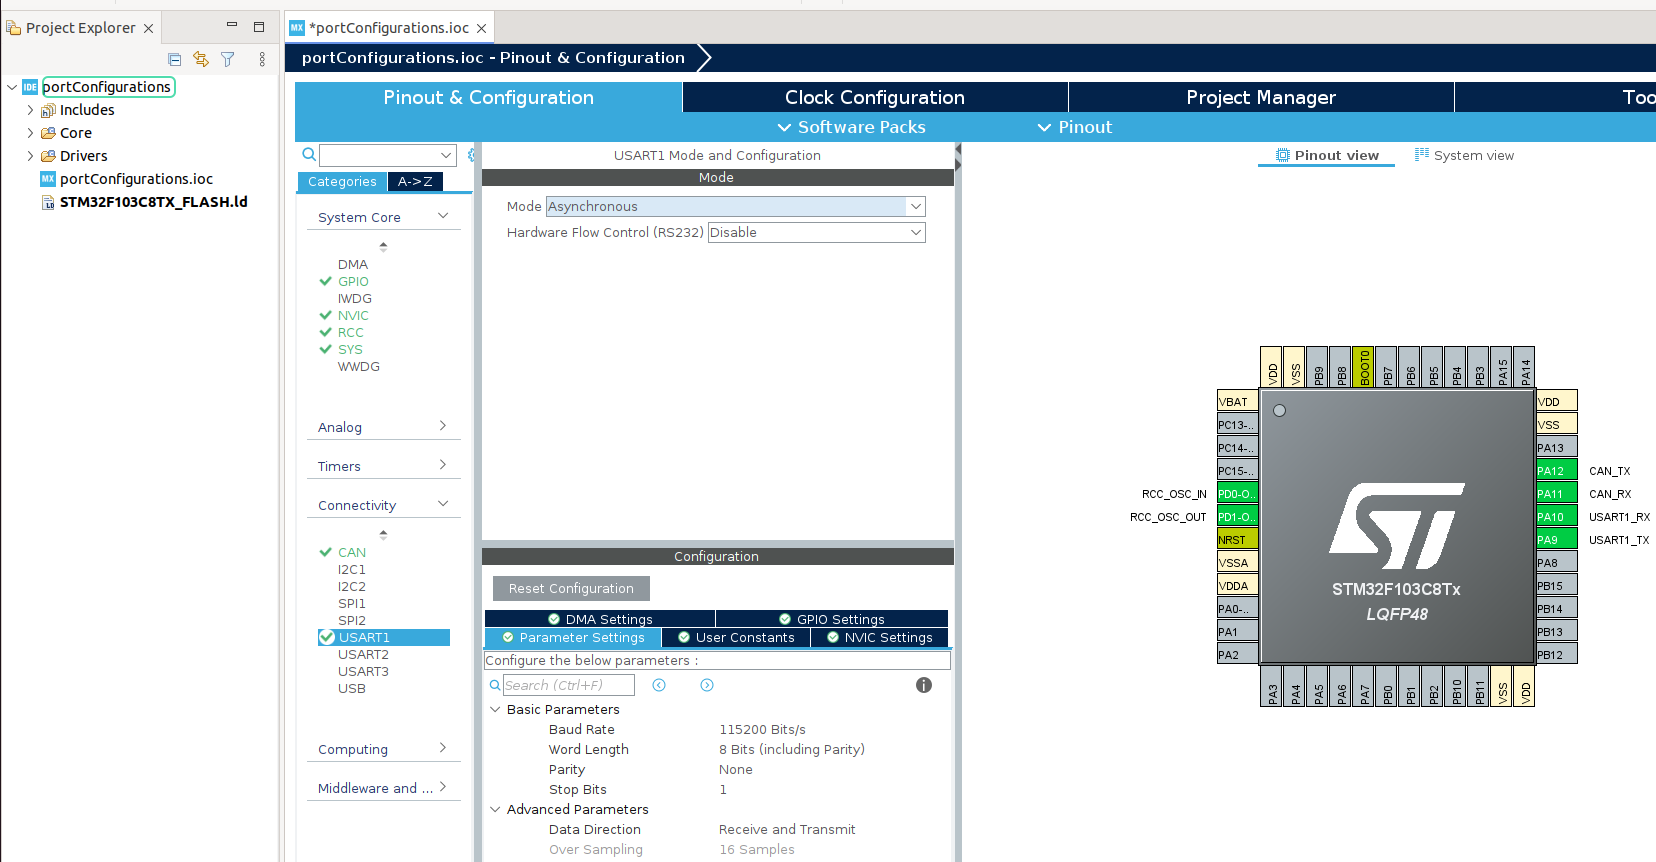 Project Explorer
*portConfigurations.ioc
portConfigurations.ioc - Pinout & Configuration
IDE portConfigurations
Includes
Core
Drivers
MX portConfigurations.ioc
STM32F103C8TX_FLASH.ld
Pinout & Configuration
Clock Configuration
Project Manager
Too
Software Packs
Pinout
Categories
A->Z
System Core
DMA
GPIO
IWDG
NVIC
RCC
SYS
WWDG
Analog
Timers
Connectivity
CAN
I2C1
I2C2
SPI1
SPI2
USART1
USART2
USART3
USB
Computing
Middleware and ...
USART1 Mode and Configuration
Mode
Mode Asynchronous
Hardware Flow Control (RS232) Disable
Configuration
Reset Configuration
DMA Settings
GPIO Settings
Parameter Settings
User Constants
NVIC Settings
Configure the below parameters :
Search (Ctrl+F)
Basic Parameters
Baud Rate 115200 Bits/s
Word Length 8 Bits (including Parity)
Parity None
Stop Bits 1
Advanced Parameters
Data Direction Receive and Transmit
Over Sampling 16 Samples
Pinout view
System view
VDD
VSS
PB9
PB8
BOOT0
PB7
PB6
PB5
PB4
PB3
PA15
PA14
VBAT
PC13-..
PC14-..
PC15-..
RCC_OSC_IN PD0-O..
RCC_OSC_OUT PD1-O..
NRST
VSSA
VDDA
PA0-..
PA1
PA2
ST
STM32F103C8Tx
LQFP48
VDD
VSS
PA13
PA12 CAN_TX
PA11 CAN_RX
PA10 USART1_RX
PA9 USART1_TX
PA8
PB15
PB14
PB13
PB12
PA3
PA4
PA5
PA6
PA7
PB0
PB1
PB2
PB10
PB11
VSS
VDD